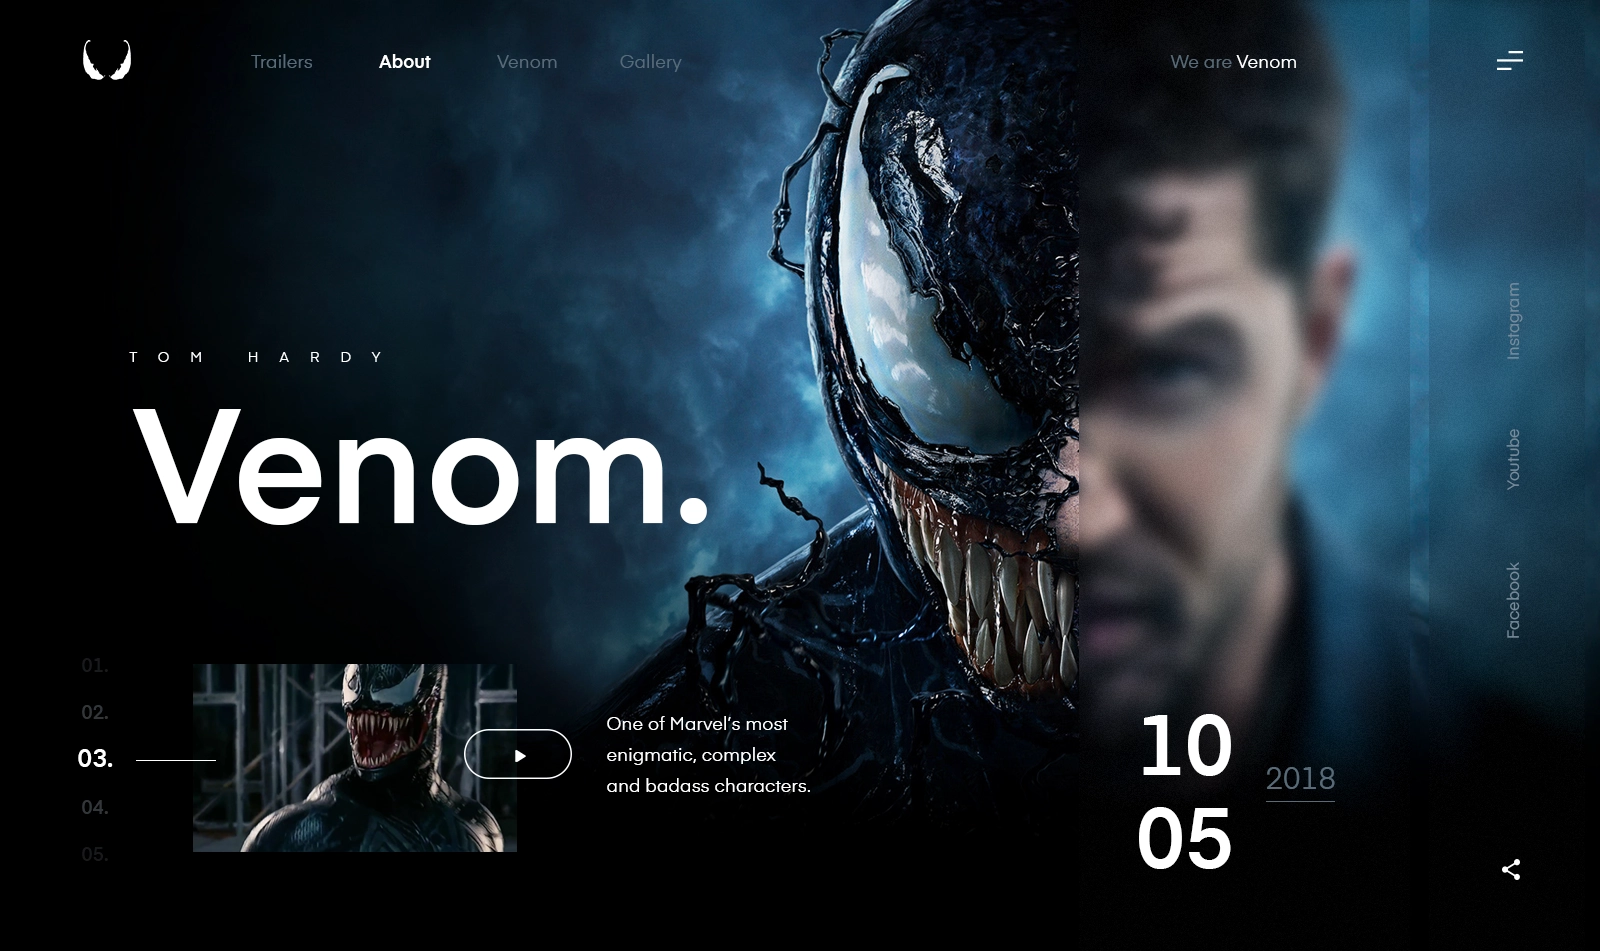 Trailers
About
Venom
Gallery
We are Venom
TOM HARDY
Venom.
Instagram
Youtube
Facebook
01.
02.
03.
04.
05.
One of Marvel's most
enigmatic, complex
and badass characters.
10
05
2018